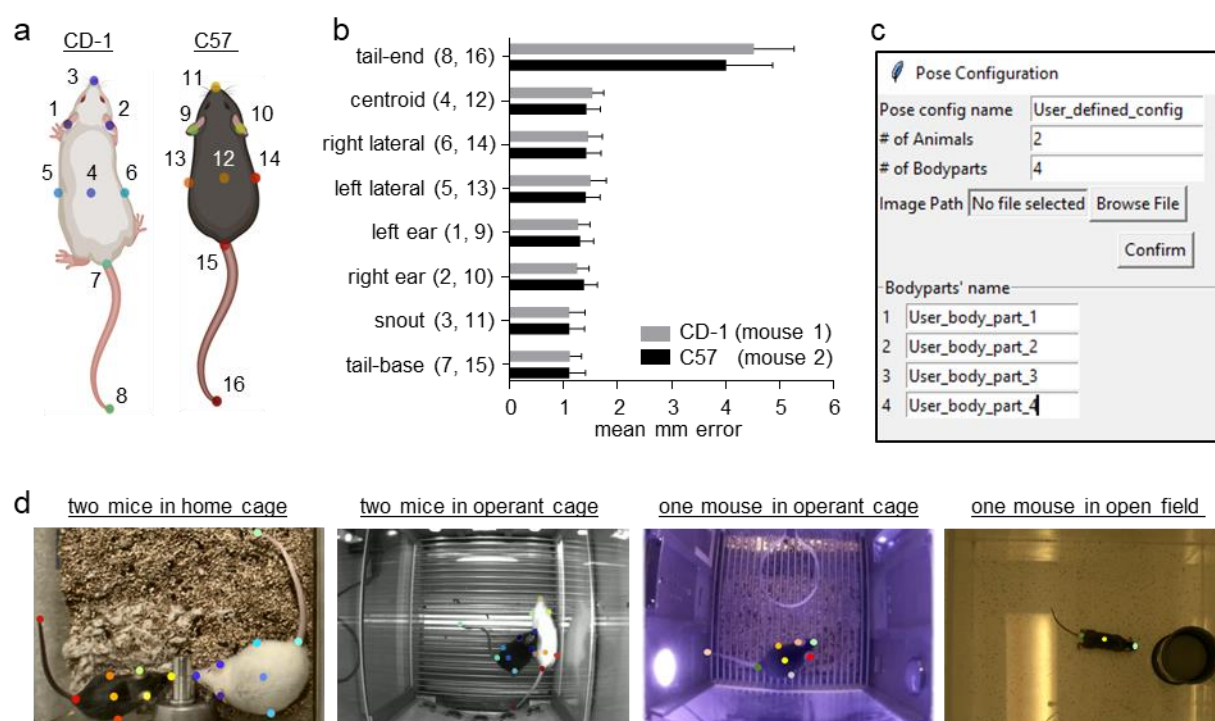 a
CD-1 C57
3
11
1 2
9 10
5 4 6
13 12 14
7
15
8
16
b
tail-end (8, 16)
centroid (4, 12)
right lateral (6, 14)
left lateral (5, 13)
left ear (1, 9)
right ear (2, 10)
snout (3, 11)
tail-base (7, 15)
CD-1 (mouse 1)
C57 (mouse 2)
0 1 2 3 4 5 6
mean mm error
c
Pose Configuration
Pose config name User_defined_config
# of Animals 2
# of Bodyparts 4
Image Path No file selected Browse File
Confirm
Bodyparts' name
1 User_body_part_1
2 User_body_part_2
3 User_body_part_3
4 User_body_part_4
d
two mice in home cage two mice in operant cage one mouse in operant cage one mouse in open field